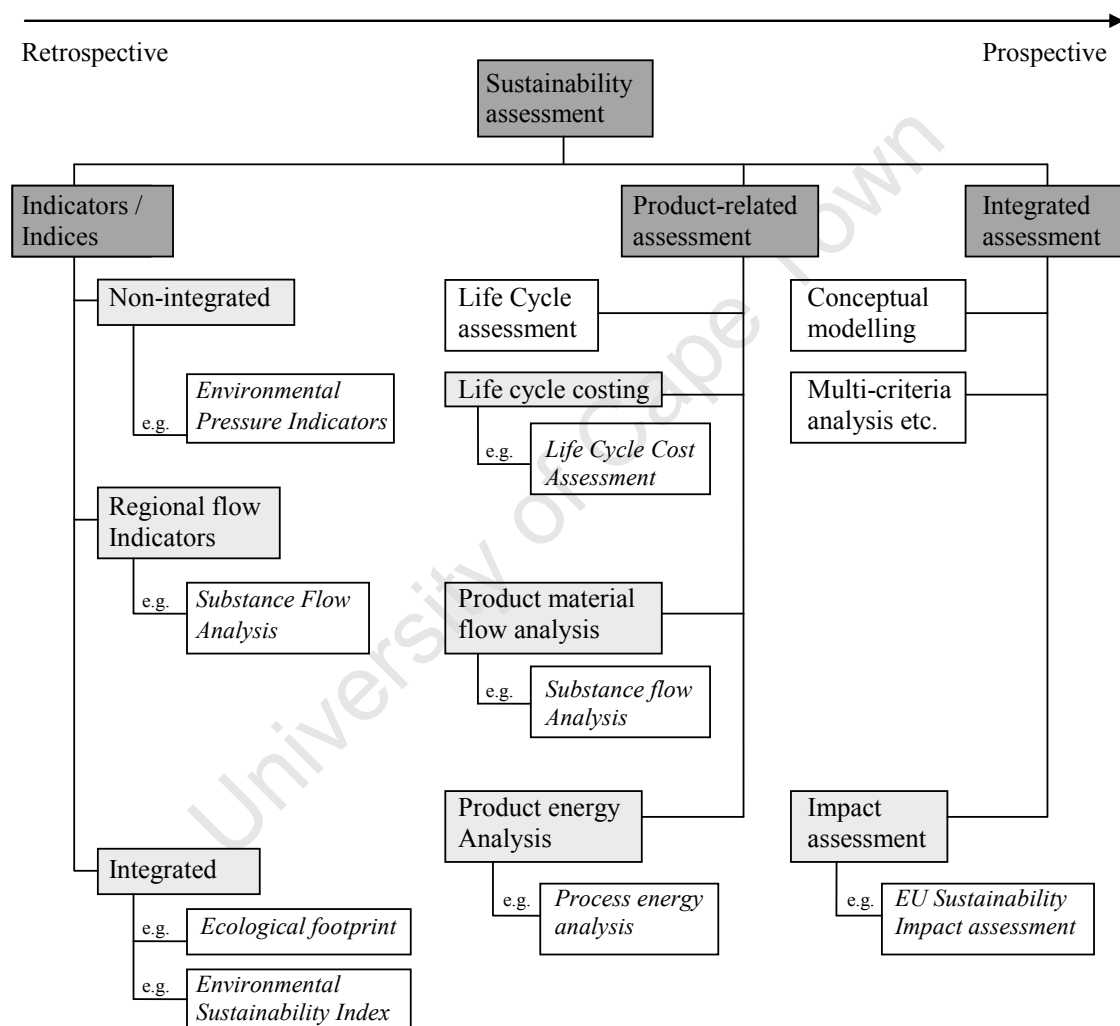 Retrospective
Prospective
Sustainability
assessment
Indicators /
Indices
Product-related
assessment
Integrated
assessment
Non-integrated
e.g.
Environmental
Pressure Indicators
Regional flow
Indicators
e.g.
Substance Flow
Analysis
Integrated
e.g.
Ecological footprint
e.g.
Environmental
Sustainability Index
Life Cycle
assessment
Life cycle costing
e.g.
Life Cycle Cost
Assessment
Product material
flow analysis
e.g.
Substance flow
Analysis
Product energy
Analysis
e.g.
Process energy
analysis
Conceptual
modelling
Multi-criteria
analysis etc.
Impact
assessment
e.g.
EU Sustainability
Impact assessment
University of Cape Town